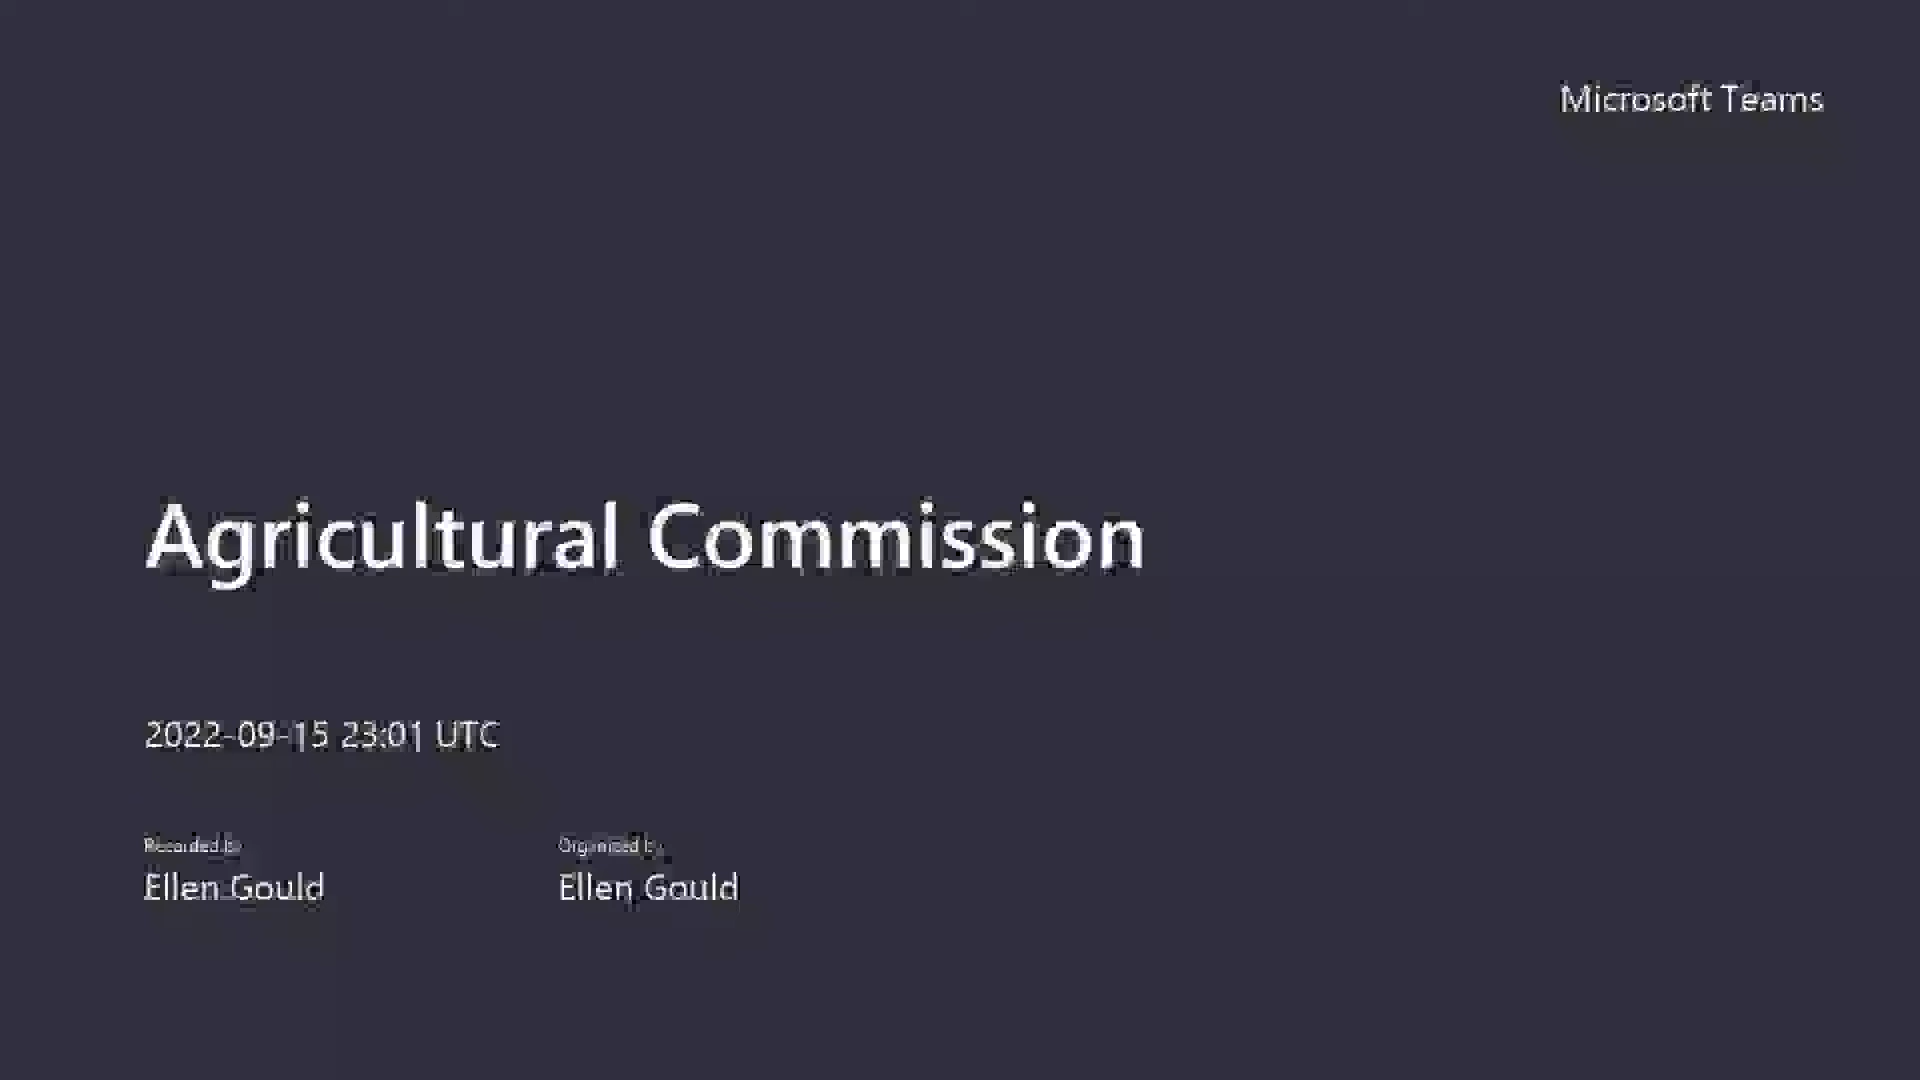 Microsoft Teams
Agricultural Commission
2022-09-15 23:01 UTC
Recorded by
Organized by
Ellen Gould
Ellen Gould